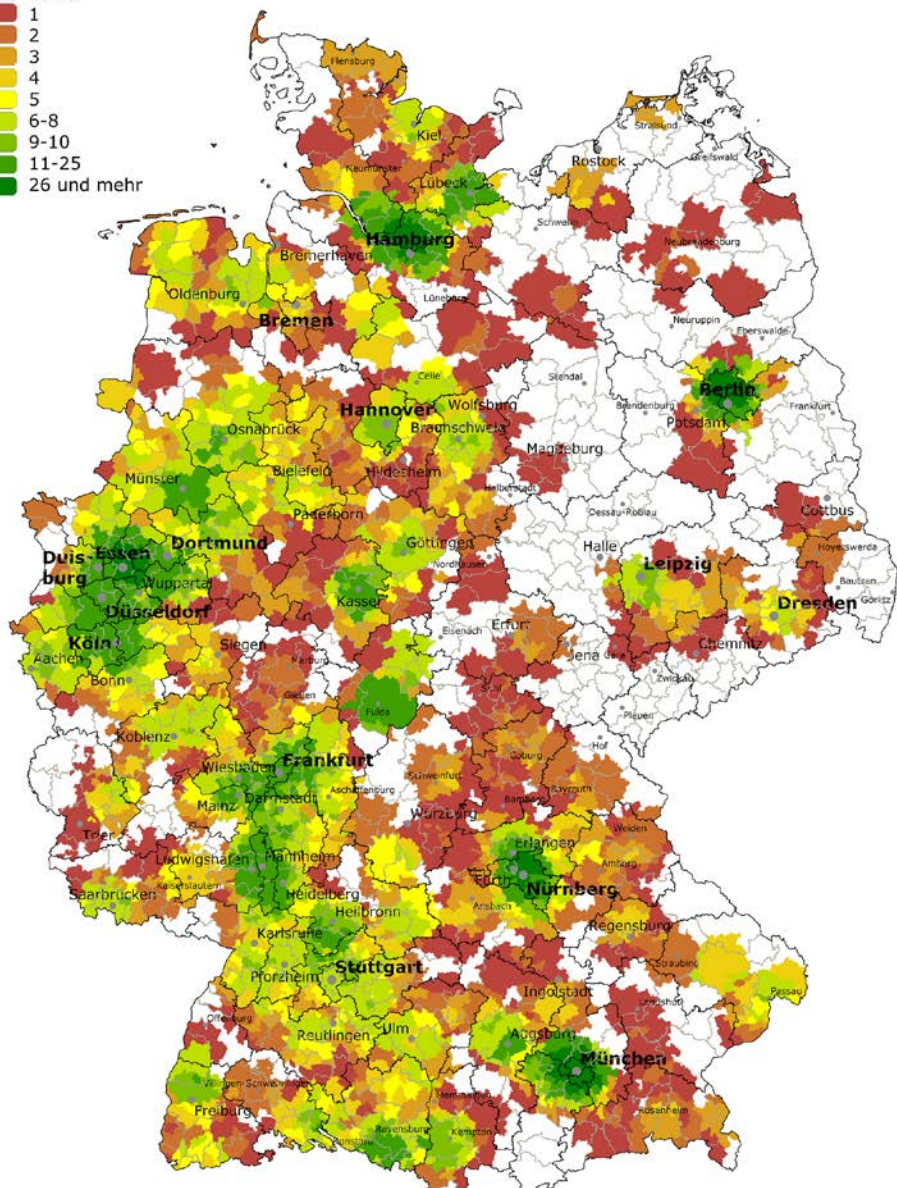 1
2
3
4
5
6-8
9-10
11-25
26 und mehr
Flensburg
Kiel
Stralsund
Rostock
Greifswald
Neumünster
Lübeck
Schwerin
Hamburg
Neubrandenburg
Bremerhaven
Oldenburg
Lüneburg
Bremen
Neuruppin
Eberswalde
Celle
Stendal
Berlin
Hannover
Wolfsburg
Brandenburg
Frankfurt
Potsdam
Osnabrück
Braunschweig
Magdeburg
Münster
Bielefeld
Hildesheim
Halberstadt
Dessau-Roßlau
Cottbus
Paderborn
Göttingen
Halle
Hoyerswerda
Duis-
burg
Essen
Dortmund
Nordhausen
Leipzig
Wuppertal
Kassel
Bautzen
Görlitz
Düsseldorf
Dresden
Köln
Siegen
Eisenach
Erfurt
Jena
Gera
Chemnitz
Aachen
Marburg
Bonn
Gießen
Suhl
Zwickau
Fulda
Plauen
Koblenz
Hof
Wiesbaden
Frankfurt
Coburg
Schweinfurt
Aschaffenburg
Bayreuth
Mainz
Darmstadt
Bamberg
Würzburg
Trier
Weiden
Ludwigshafen
Mannheim
Erlangen
Amberg
Kaiserslautern
Fürth
Saarbrücken
Heidelberg
Nürnberg
Heilbronn
Ansbach
Karlsruhe
Regensburg
Stuttgart
Straubing
Pforzheim
Ingolstadt
Passau
Landshut
Offenburg
Reutlingen
Ulm
Augsburg
München
Villingen-Schwenningen
Memmingen
Freiburg
Rosenheim
Ravensburg
Kempten
Konstanz